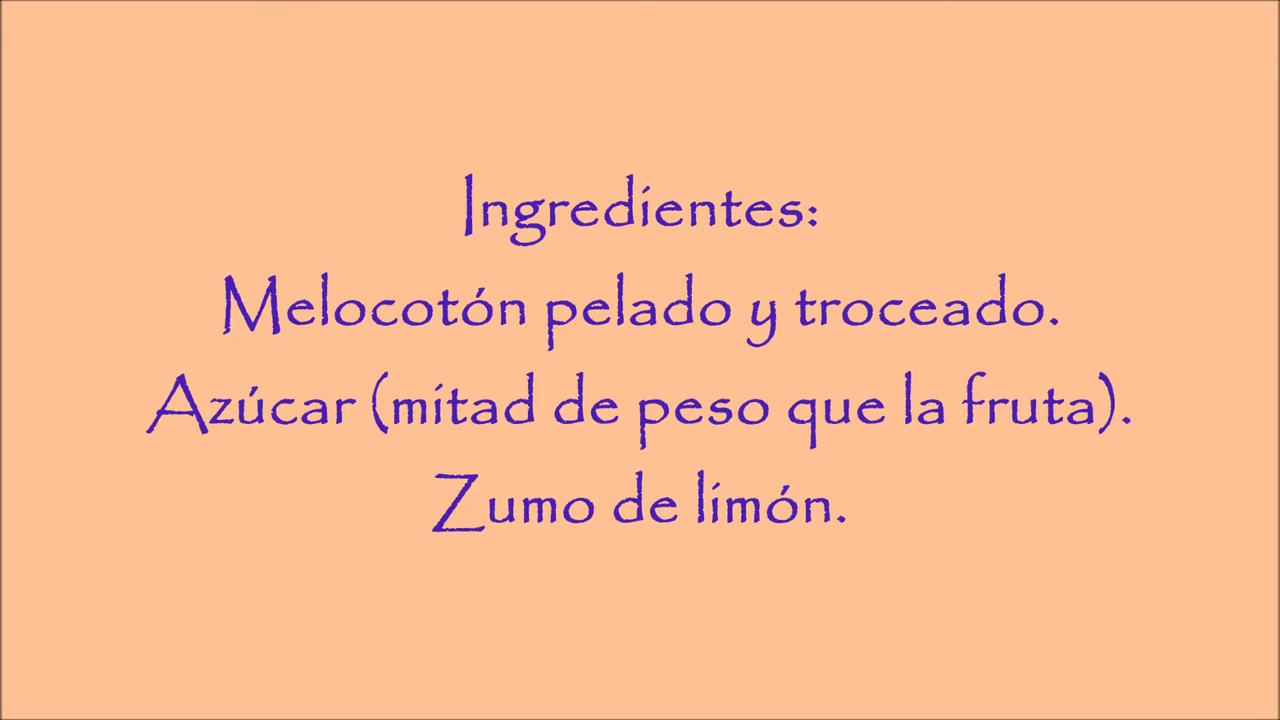 Ingredientes:
Melocotón pelado y troceado.
Azúcar (mitad de peso que la fruta).
Zumo de limón.